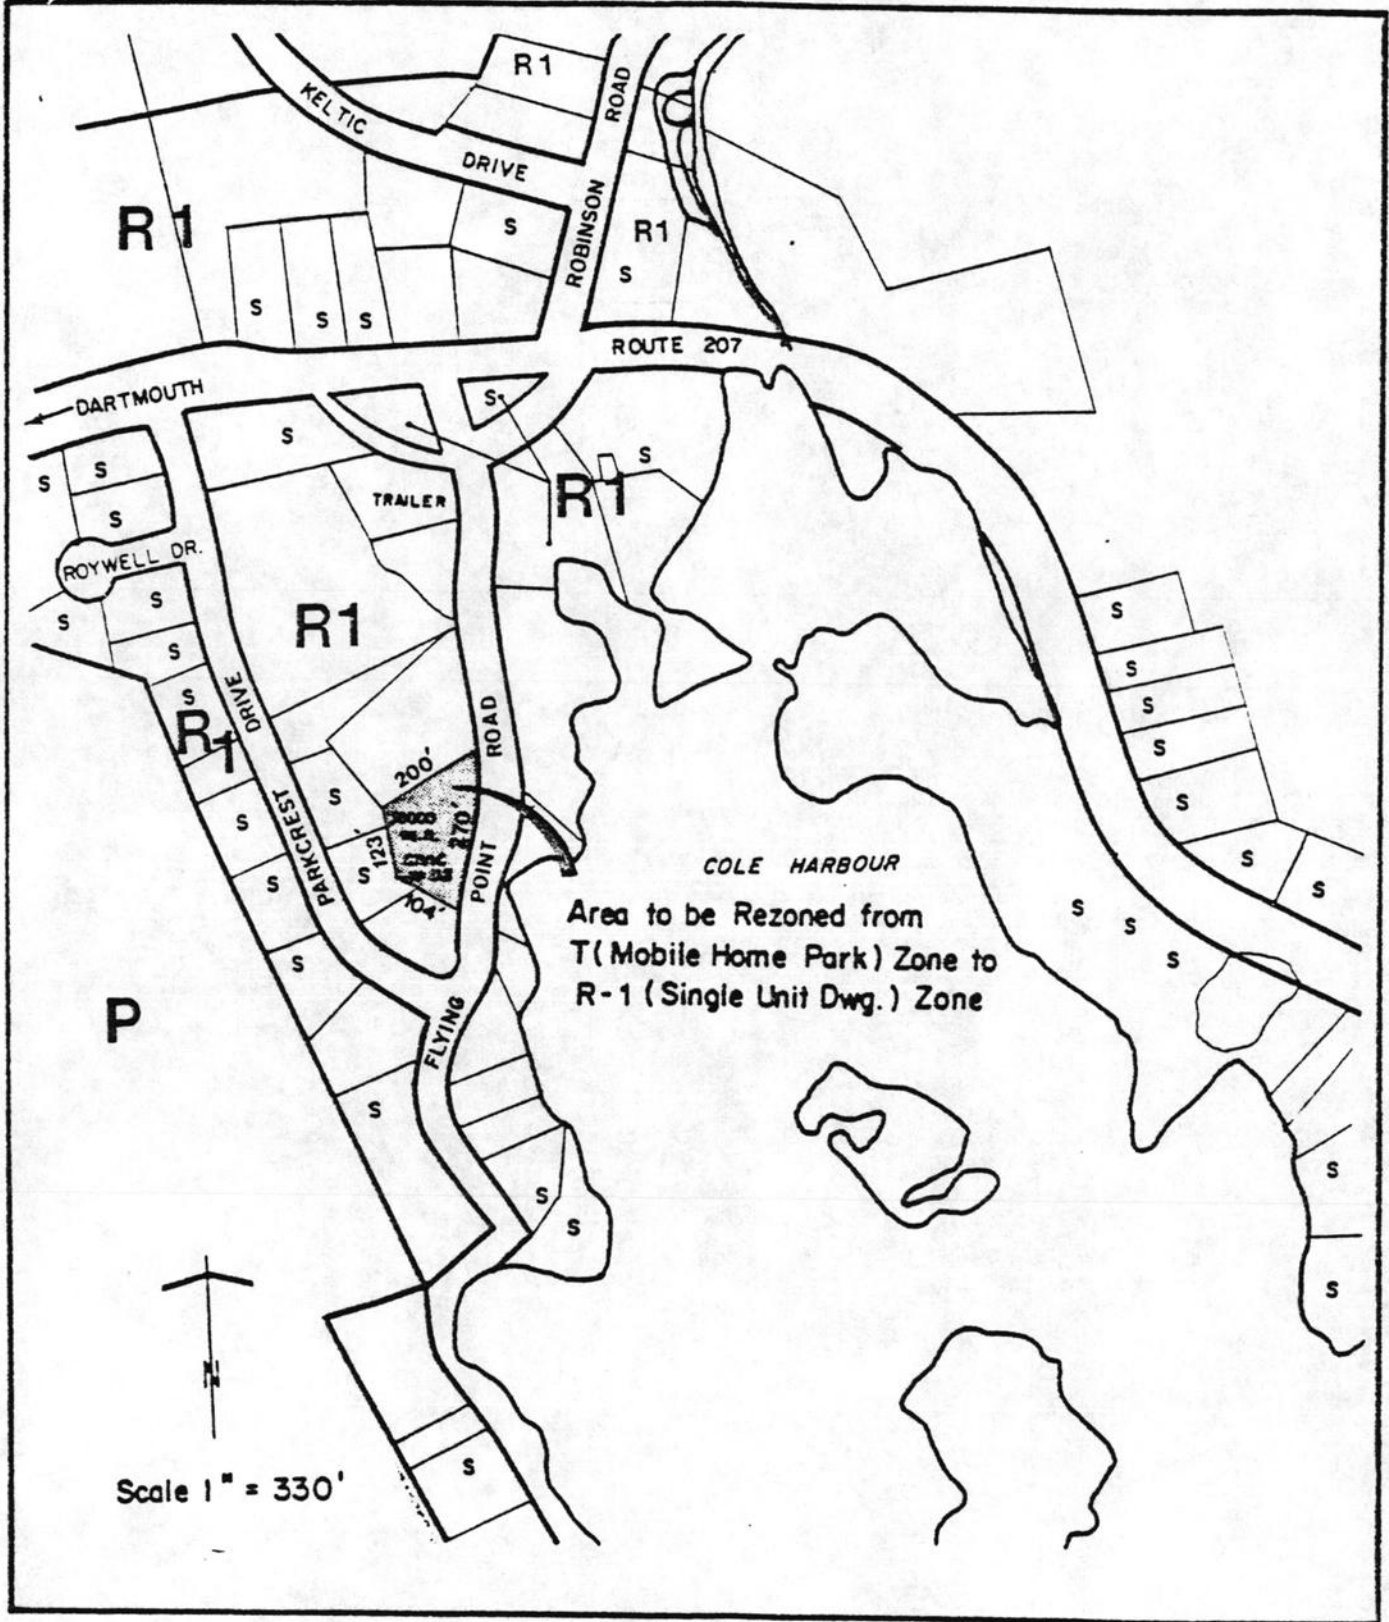 R1
KELTIC
DRIVE
ROAD
ROBINSON
R1
S
R1
S
S
S
S
ROUTE 207
DARTMOUTH
S
S
S
S
S
S
TRAILER
R1
ROYWELL DR.
S
S
S
S
R1
S
S
S
S
S
R1
DRIVE
PARKCREST
ROAD
POINT
FLYING
200'
123'
270'
104'
S
S
S
S
S
S
COLE HARBOUR
Area to be Rezoned from
T (Mobile Home Park) Zone to
R-1 (Single Unit Dwg.) Zone
S
S
S
S
S
P
S
S
S
S
S
N
Scale 1" = 330'
S